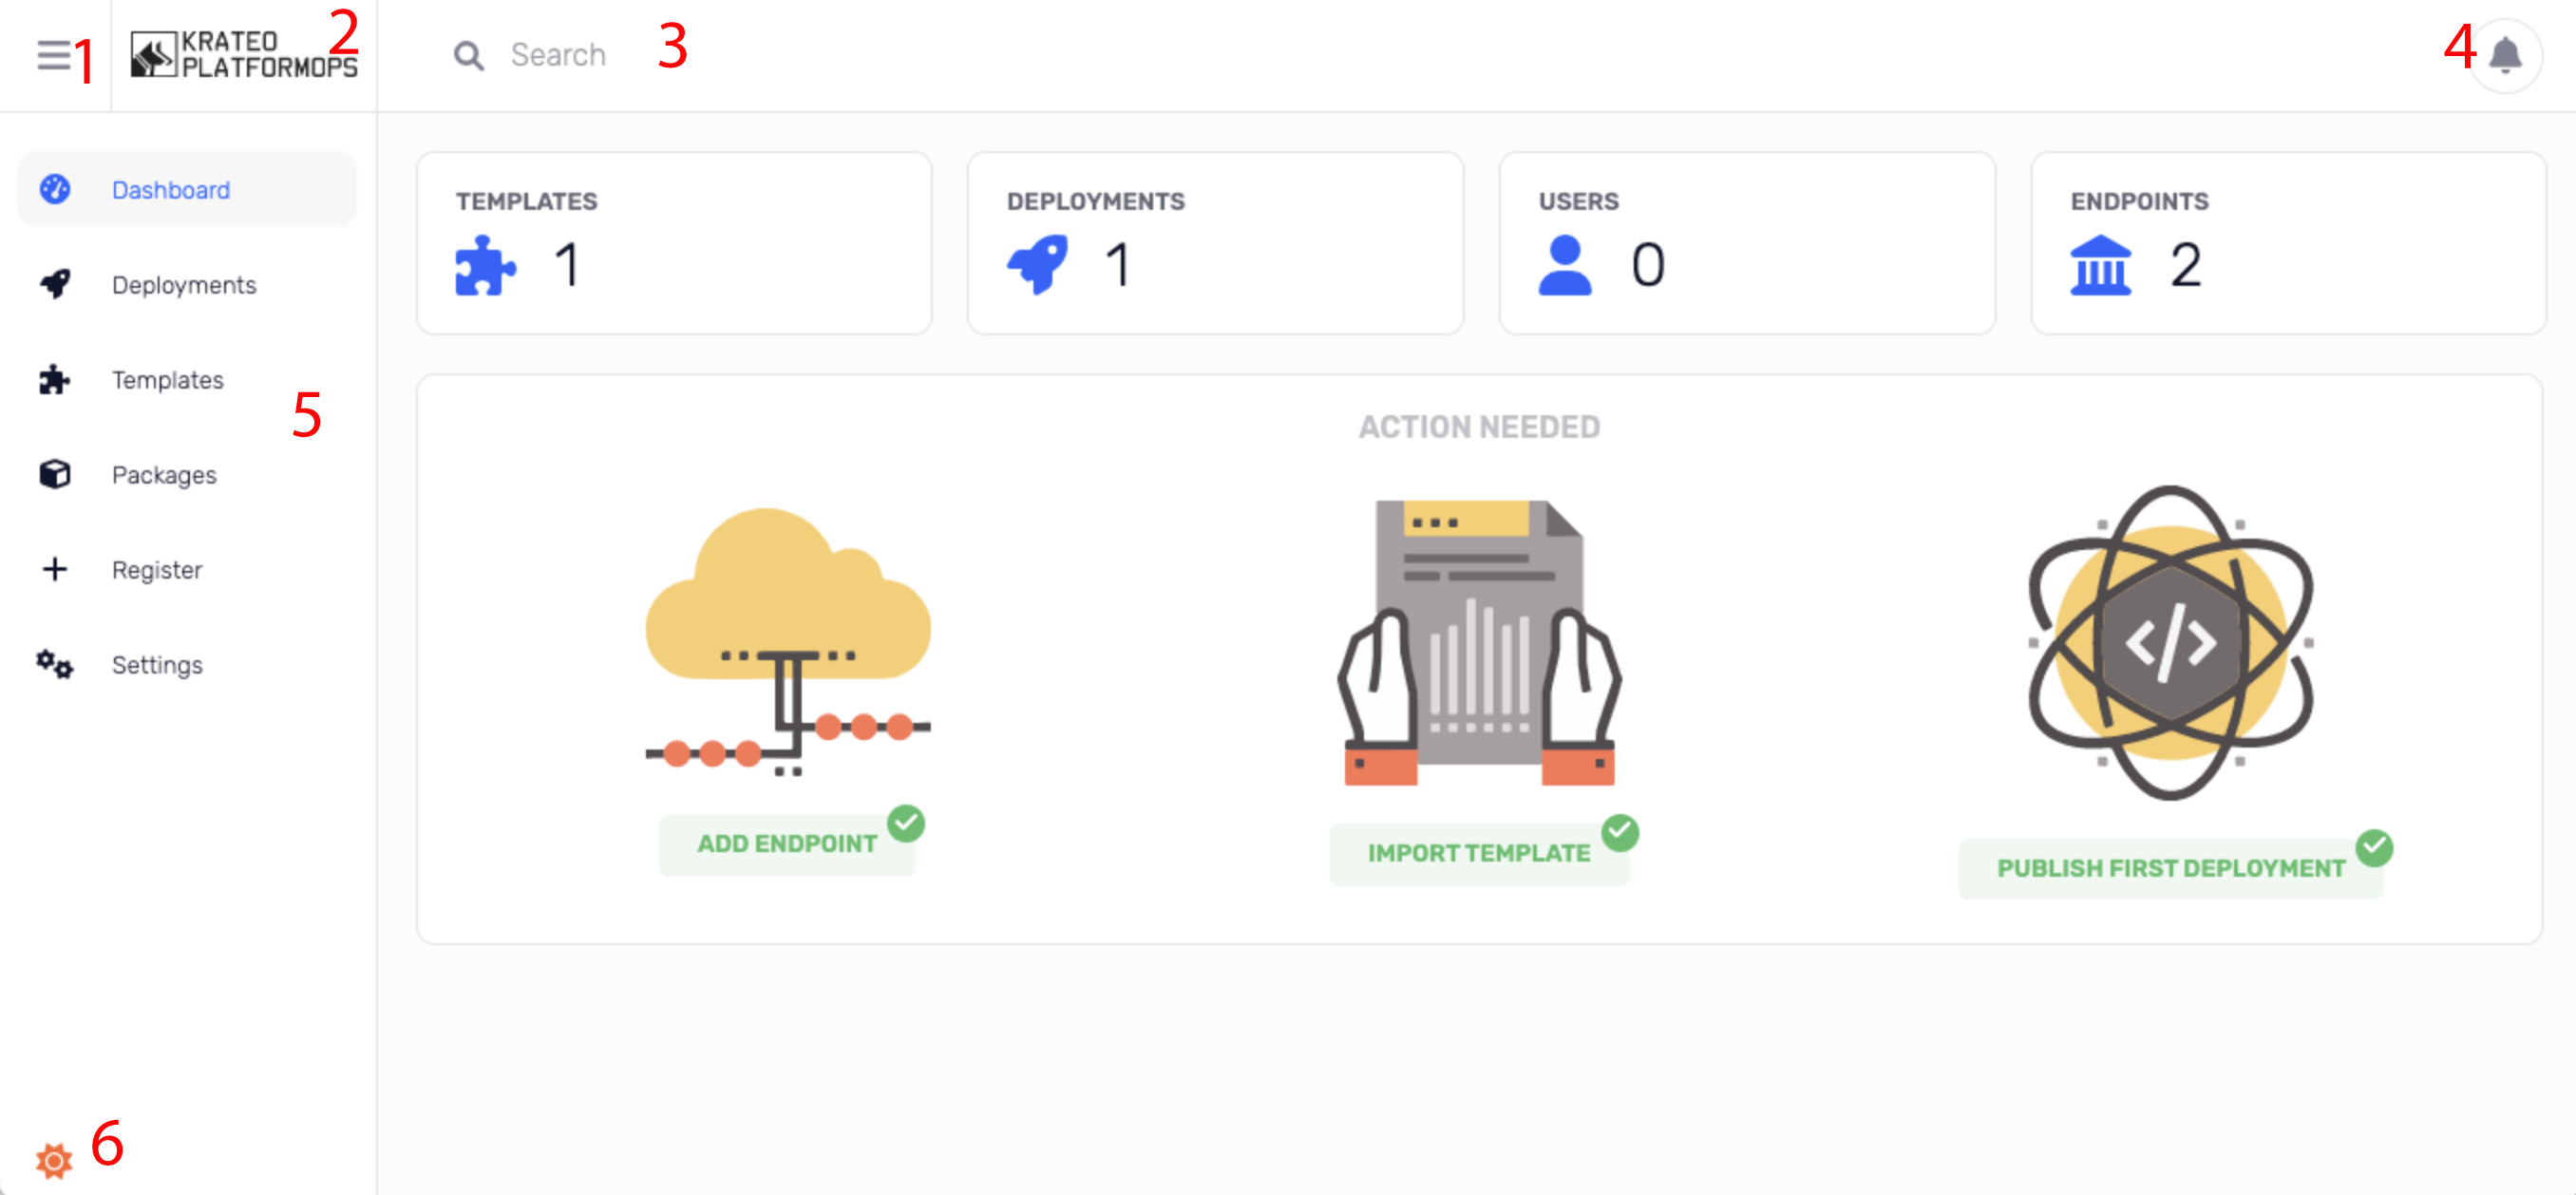 1
KRATEO
PLATFORMOPS
2
Search
3
4
Dashboard
Deployments
Templates
5
Packages
Register
Settings
6
TEMPLATES
1
DEPLOYMENTS
1
USERS
0
ENDPOINTS
2
ACTION NEEDED
</>
ADD ENDPOINT
IMPORT TEMPLATE
PUBLISH FIRST DEPLOYMENT